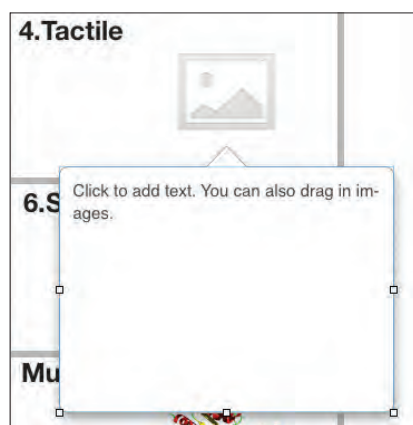 4.Tactile
Click to add text. You can also drag in im-
ages.
6.S
Mu